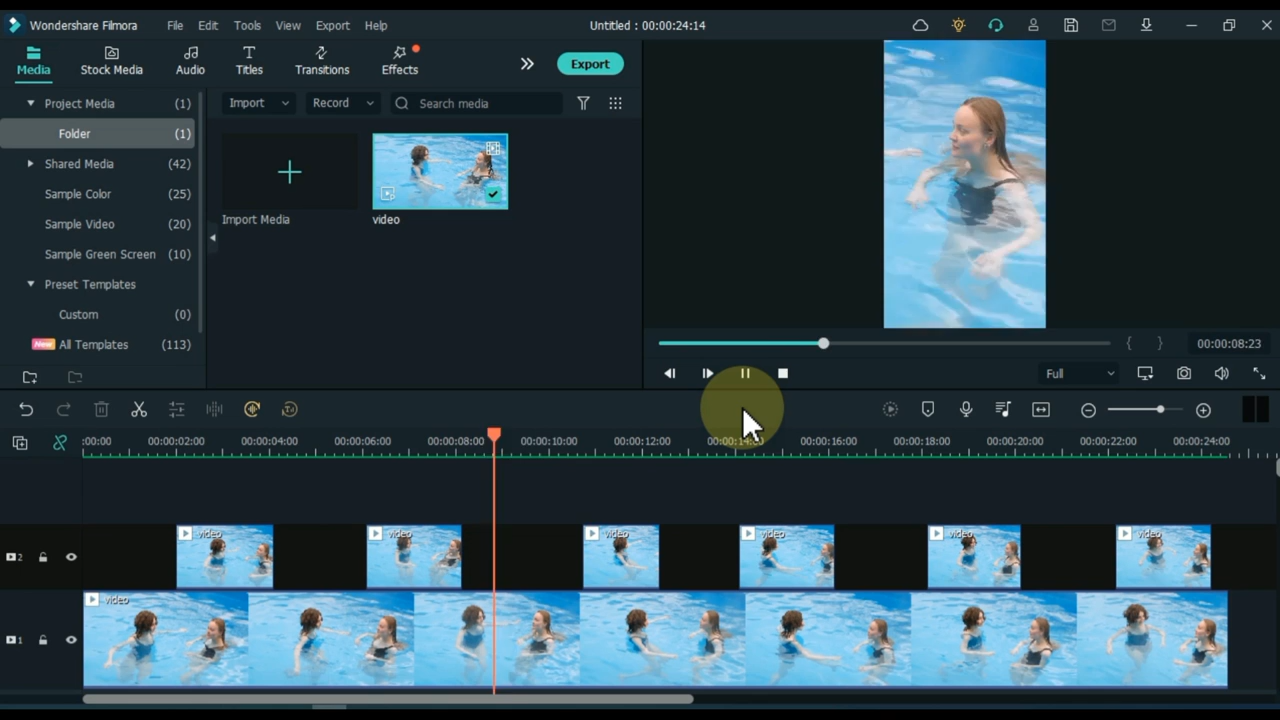 Wondershare Filmora File Edit Tools View Export Help Untitled : 00:00:24:14
Media Stock Media Audio Titles Transitions Effects Export
Project Media (1)
Folder (1)
Shared Media (42)
Sample Color (25)
Sample Video (20)
Sample Green Screen (10)
Preset Templates
Custom (0)
New All Templates (113)
Import Record Search media
Import Media video
{ } 00:00:08:23
Full
:00:00 00:00:02:00 00:00:04:00 00:00:06:00 00:00:08:00 00:00:10:00 00:00:12:00 00:00:14:00 00:00:16:00 00:00:18:00 00:00:20:00 00:00:22:00 00:00:24:00
2 video video video video video video
1 video